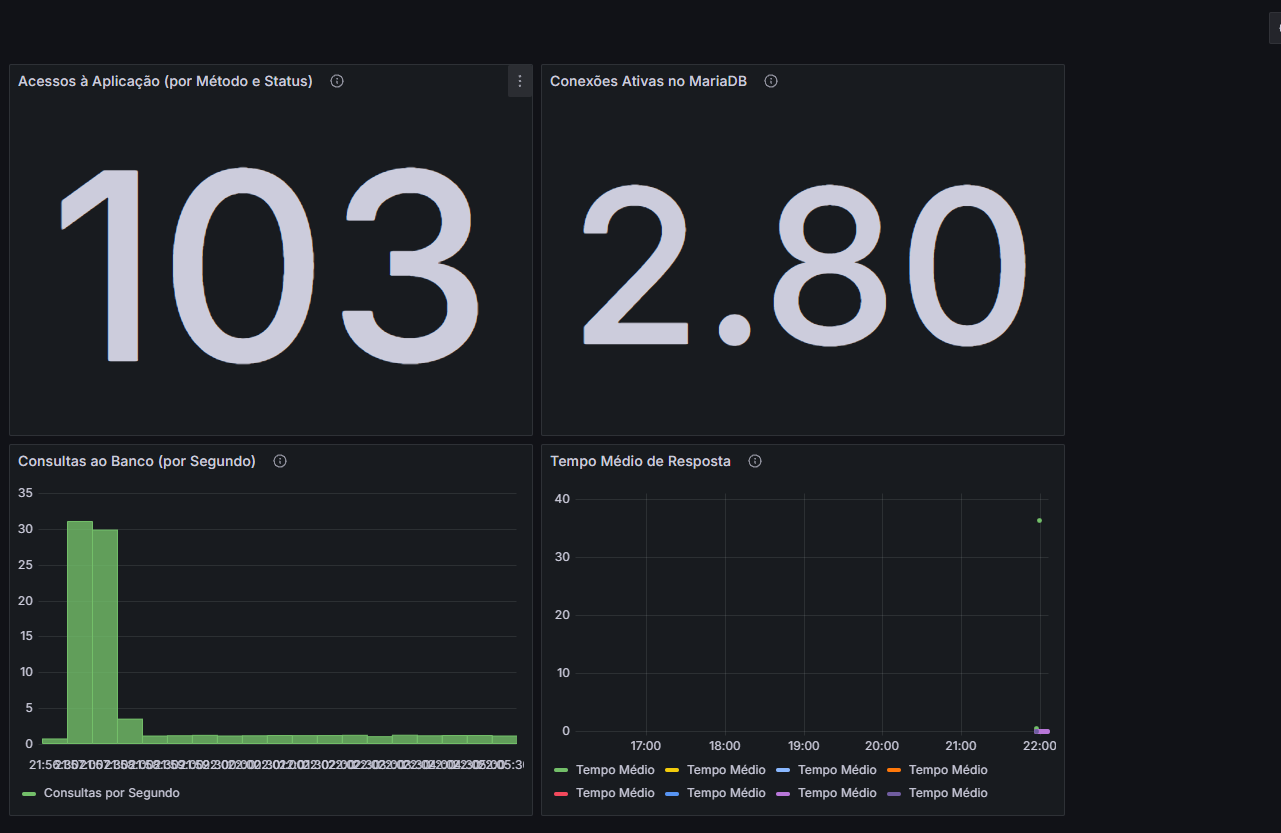 Acessos à Aplicação (por Método e Status)
103
Conexões Ativas no MariaDB
2.80
Consultas ao Banco (por Segundo)
35
30
25
20
15
10
5
0
Consultas por Segundo
Tempo Médio de Resposta
40
30
20
10
0
17:00 18:00 19:00 20:00 21:00 22:00
Tempo Médio Tempo Médio Tempo Médio Tempo Médio
Tempo Médio Tempo Médio Tempo Médio Tempo Médio